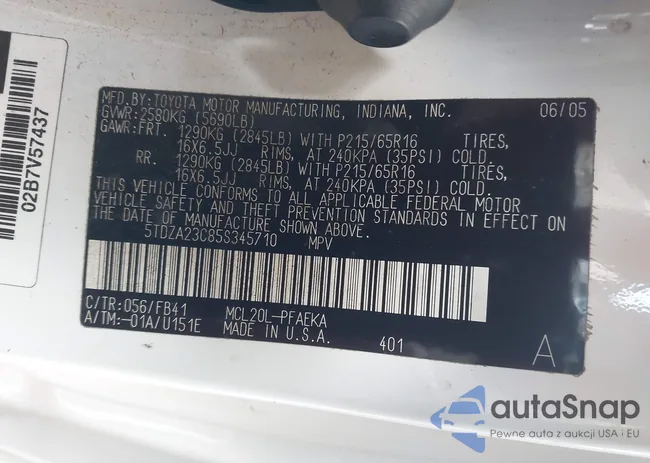 MFD.BY:TOYOTA MOTOR MANUFACTURING, INDIANA, INC. 06/05
GVWR:2580KG (5690LB)
GAWR:FRT. 1290KG (2845LB) WITH P215/65R16 TIRES,
16X6.5JJ RIMS, AT 240KPA (35PSI) COLD.
RR. 1290KG (2845LB) WITH P215/65R16 TIRES,
16X6.5JJ RIMS, AT 240KPA (35PSI) COLD.
THIS VEHICLE CONFORMS TO ALL APPLICABLE FEDERAL MOTOR
VEHICLE SAFETY AND THEFT PREVENTION STANDARDS IN EFFECT ON
THE DATE OF MANUFACTURE SHOWN ABOVE.
5TDZA23C85S345710 MPV
C/TR:056/FB41 MCL20L-PFAEKA
A/TM:-01A/U151E MADE IN U.S.A. 401 A
02B7V57437
autaSnap
Pewne auta z aukcji USA i EU